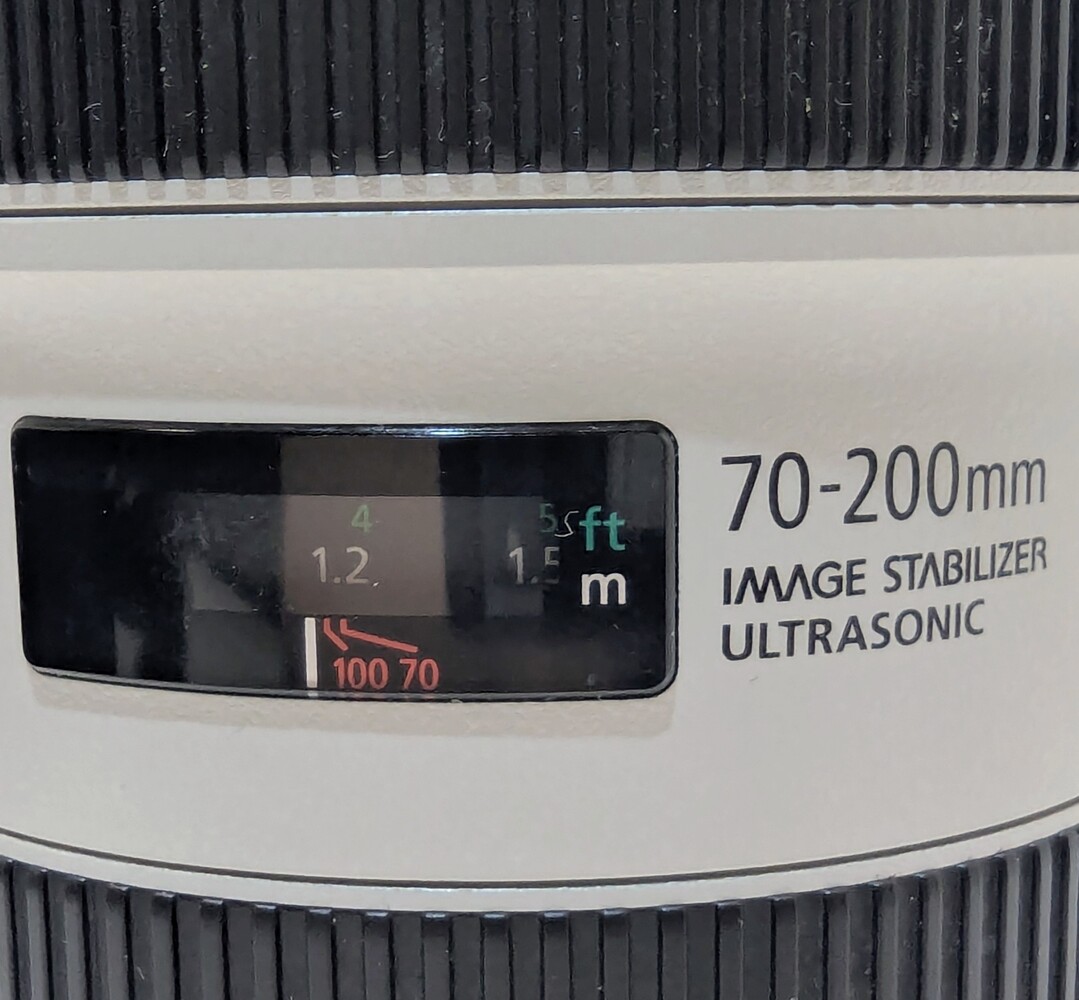 4 5 ft
1.2 1.5 m
100 70
70-200mm
IMAGE STABILIZER
ULTRASONIC